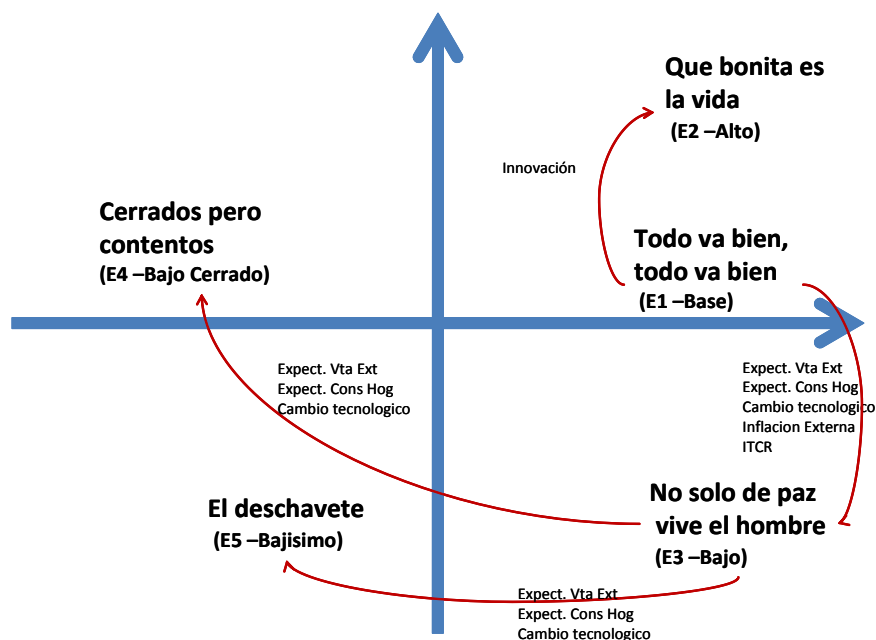 Que bonita es
la vida
(E2 –Alto)
Innovación
Cerrados pero
contentos
(E4 –Bajo Cerrado)
Todo va bien,
todo va bien
(E1 –Base)
Expect. Vta Ext
Expect. Cons Hog
Cambio tecnologico
Expect. Vta Ext
Expect. Cons Hog
Cambio tecnologico
Inflacion Externa
ITCR
El deschavete
(E5 –Bajisimo)
No solo de paz
vive el hombre
(E3 –Bajo)
Expect. Vta Ext
Expect. Cons Hog
Cambio tecnologico